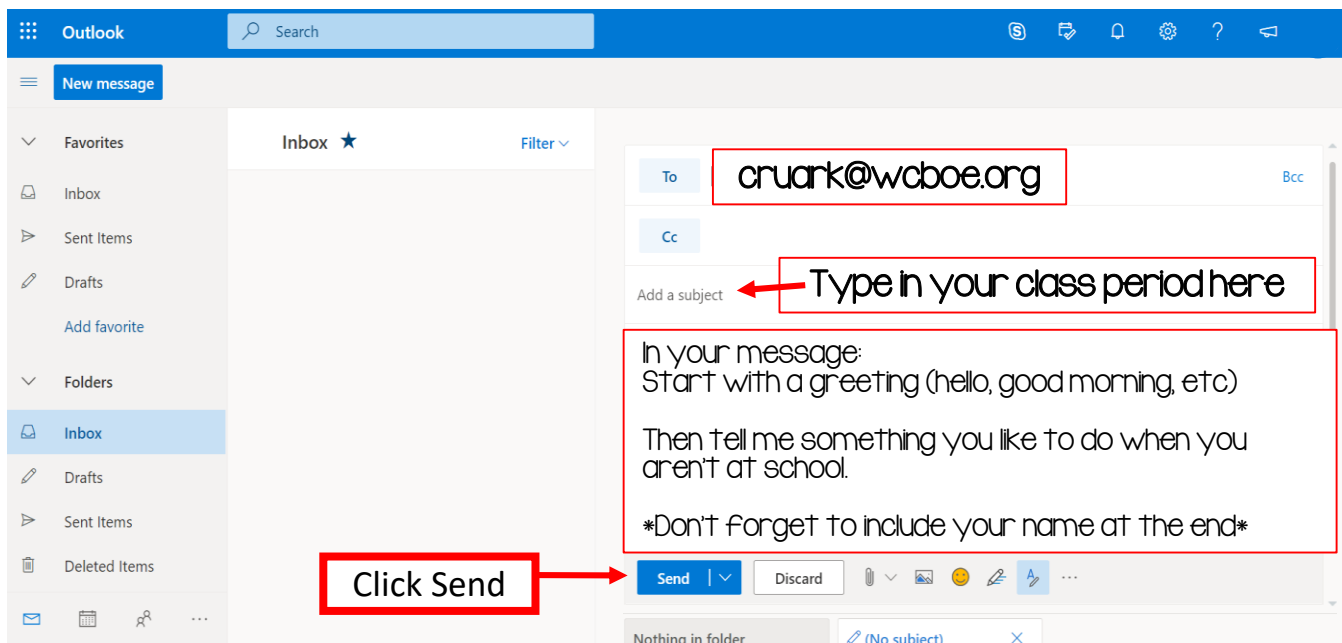 Outlook
Search
New message
Favorites
Inbox
Sent Items
Drafts
Add favorite
Folders
Inbox
Drafts
Sent Items
Deleted Items
Inbox ★
Filter
To
cruark@wcboe.org
Bcc
Cc
Add a subject
Type in your class period here
In your message:
Start with a greeting (hello, good morning, etc)
Then tell me something you like to do when you
aren't at school.
*Don't forget to include your name at the end*
Click Send
Send
Discard
Nothing in folder
(No subject)